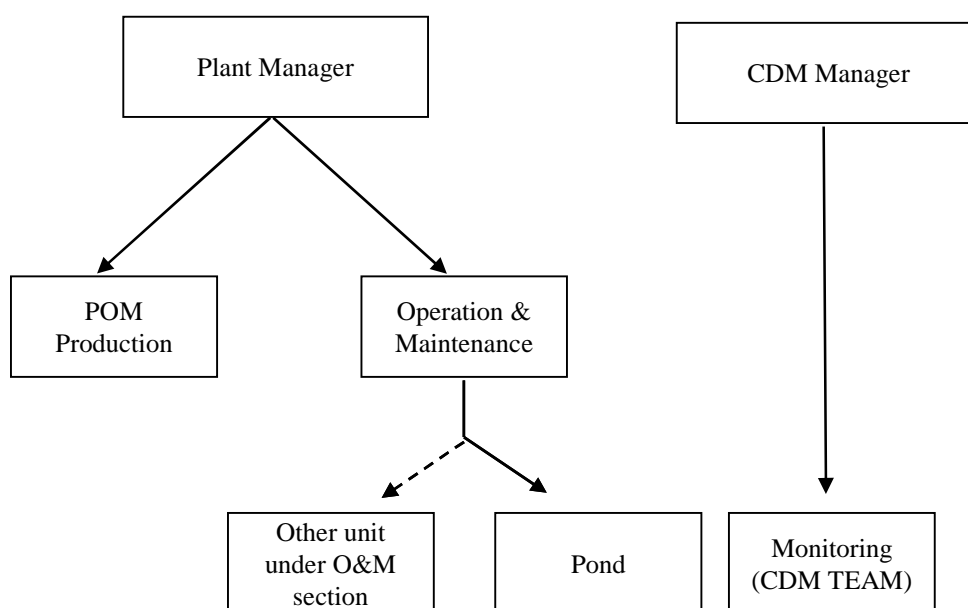 Plant Manager
CDM Manager
POM
Production
Operation &
Maintenance
Other unit
under O&M
section
Pond
Monitoring
(CDM TEAM)